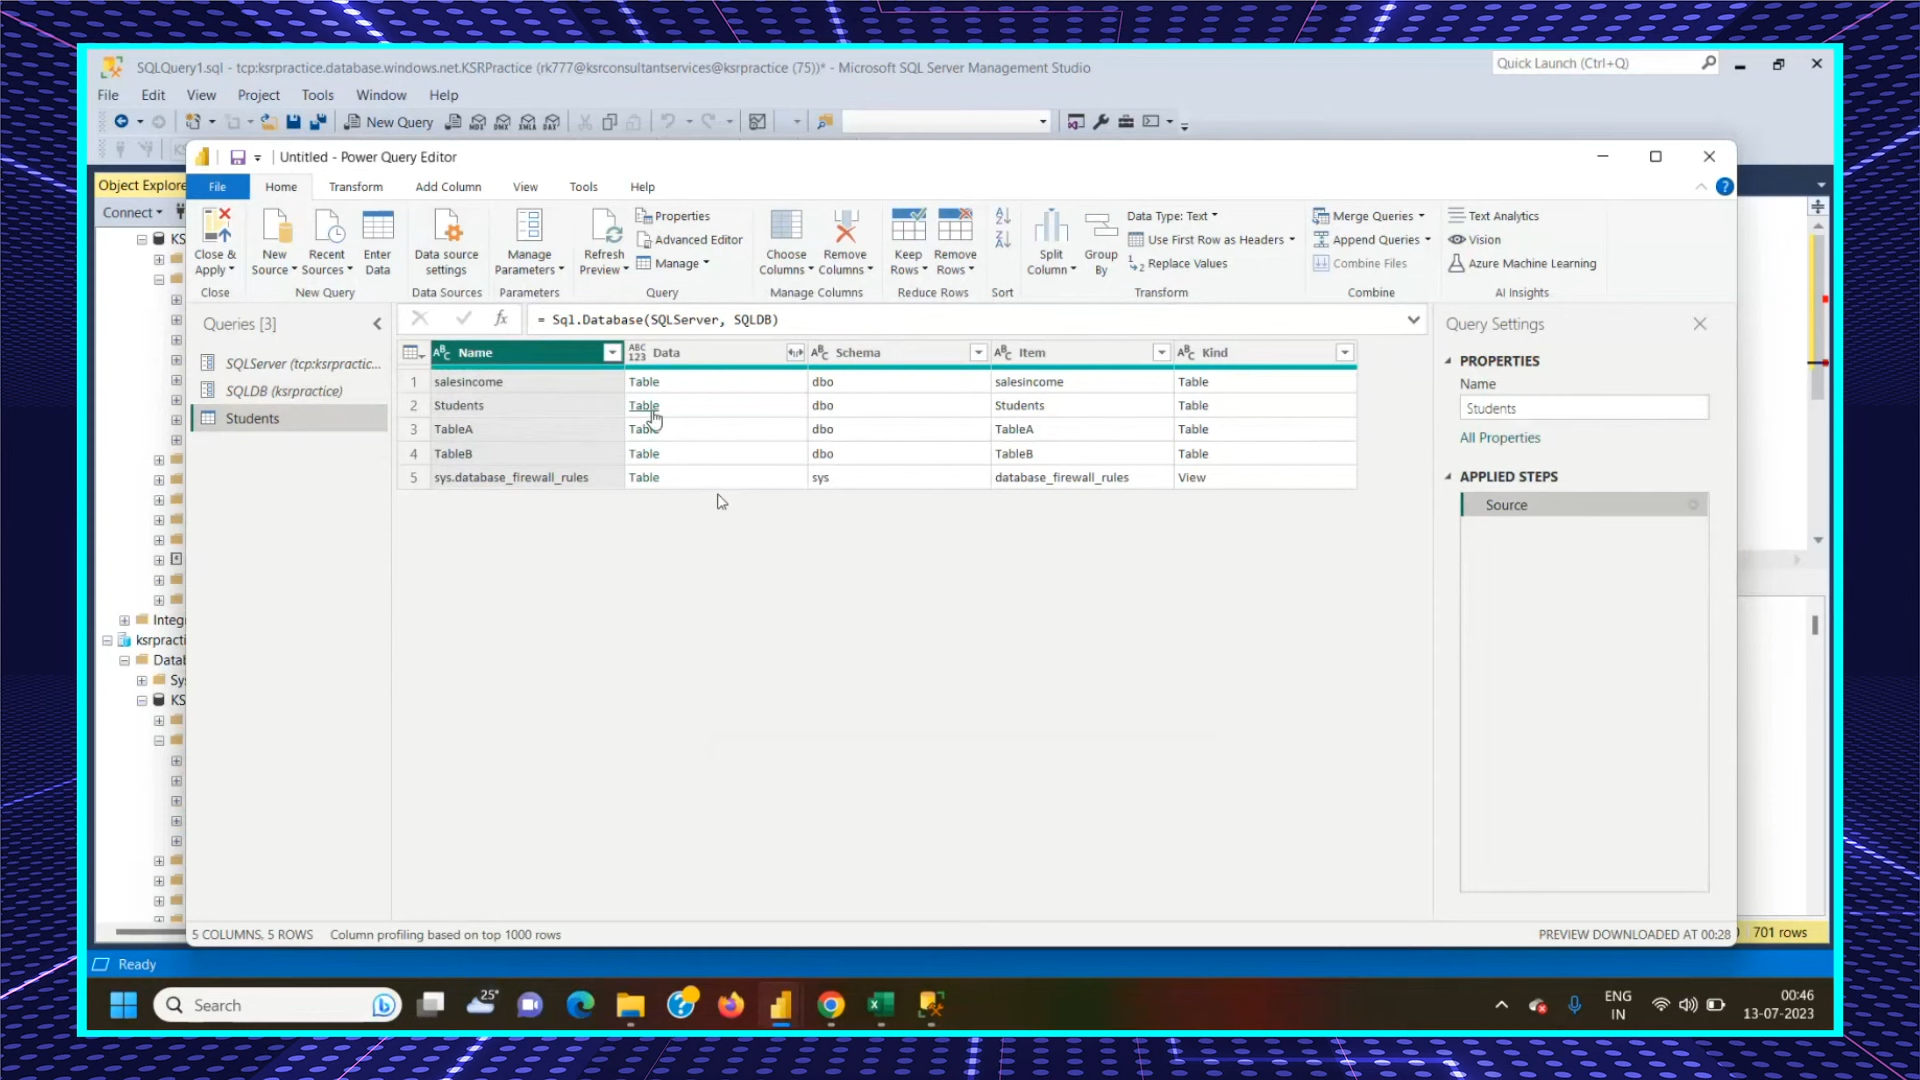 SQLQuery1.sql - tcp:ksrpractice.database.windows.net.KSRPractice (rk777@ksrconsultantservices@ksrpractice (75))* - Microsoft SQL Server Management Studio
Quick Launch (Ctrl+Q)
File Edit View Project Tools Window Help
New Query
Untitled - Power Query Editor
Object Explore
Connect
File Home Transform Add Column View Tools Help
Close & Apply
New Source
Recent Sources
Enter Data
Data source settings
Manage Parameters
Refresh Preview
Properties
Advanced Editor
Manage
Choose Columns
Remove Columns
Keep Rows
Remove Rows
Split Column
Group By
Data Type: Text
Use First Row as Headers
Replace Values
Merge Queries
Append Queries
Combine Files
Text Analytics
Vision
Azure Machine Learning
Close New Query Data Sources Parameters Query Manage Columns Reduce Rows Sort Transform Combine AI Insights
Queries [3]
SQLServer (tcp:ksrpractic...
SQLDB (ksrpractice)
Students
= Sql.Database(SQLServer, SQLDB)
Name Data Schema Item Kind
1 salesincome Table dbo salesincome Table
2 Students Table dbo Students Table
3 TableA Table dbo TableA Table
4 TableB Table dbo TableB Table
5 sys.database_firewall_rules Table sys database_firewall_rules View
Query Settings
PROPERTIES
Name
Students
All Properties
APPLIED STEPS
Source
KS
Integ
ksrpracti
Datab
Sy
KS
5 COLUMNS, 5 ROWS Column profiling based on top 1000 rows
PREVIEW DOWNLOADED AT 00:28
701 rows
Ready
Search
25°
ENG
IN
00:46
13-07-2023